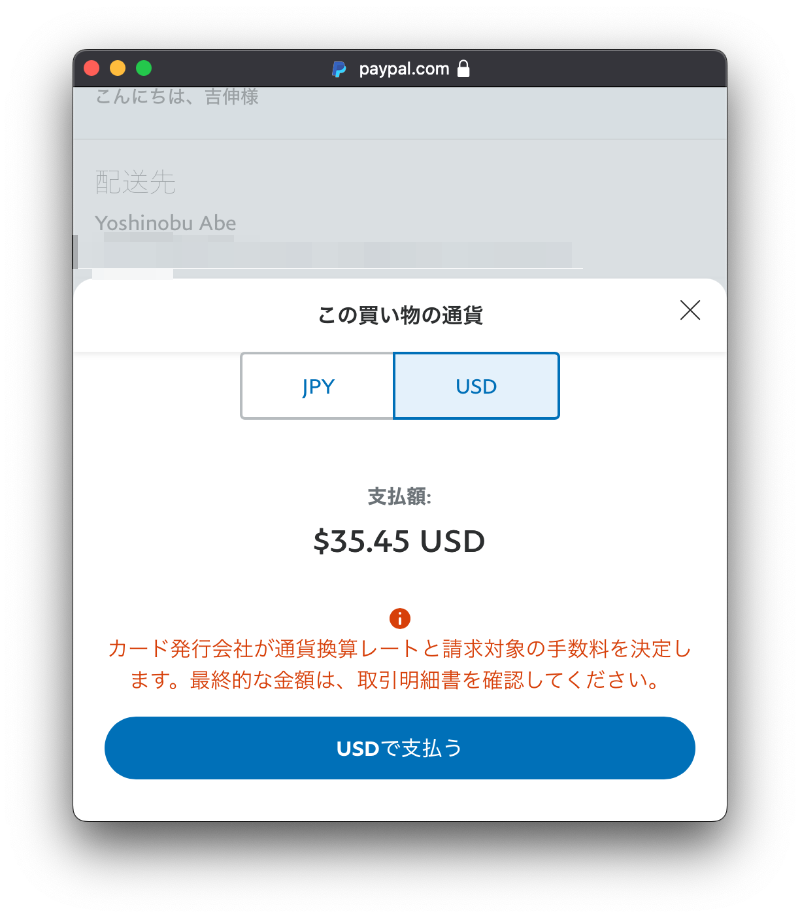 paypal.com
こんにちは、吉伸様
配送先
Yoshinobu Abe
この買い物の通貨
JPY
USD
支払額:
$35.45 USD
カード発行会社が通貨換算レートと請求対象の手数料を決定し
ます。最終的な金額は、取引明細書を確認してください。
USDで支払う